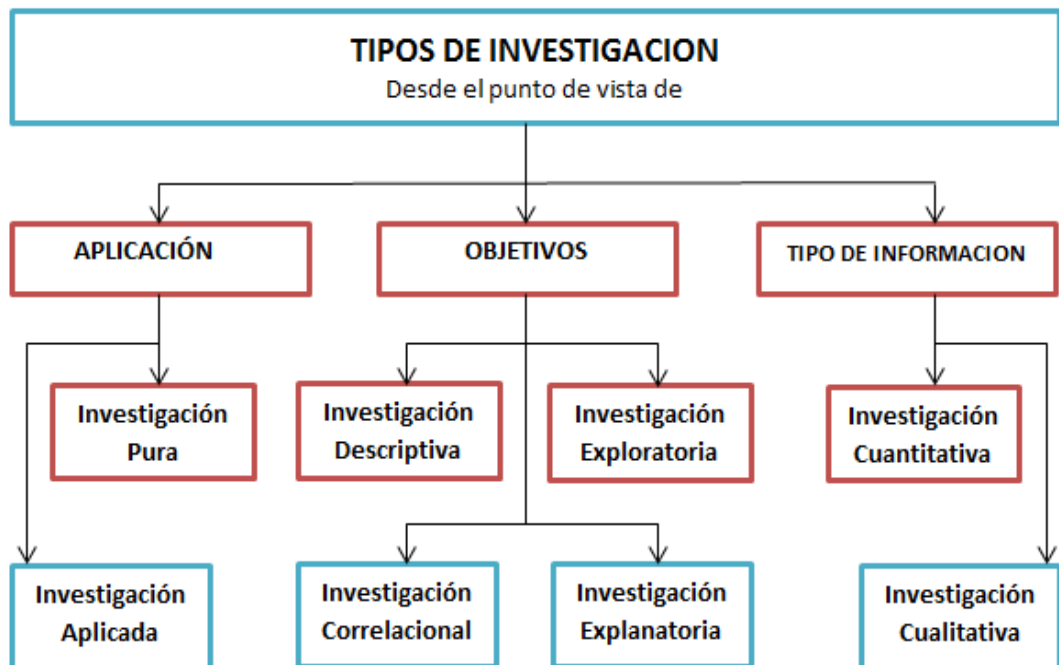 TIPOS DE INVESTIGACION
Desde el punto de vista de
APLICACIÓN
OBJETIVOS
TIPO DE INFORMACION
Investigación
Pura
Investigación
Descriptiva
Investigación
Exploratoria
Investigación
Cuantitativa
Investigación
Aplicada
Investigación
Correlacional
Investigación
Explanatoria
Investigación
Cualitativa